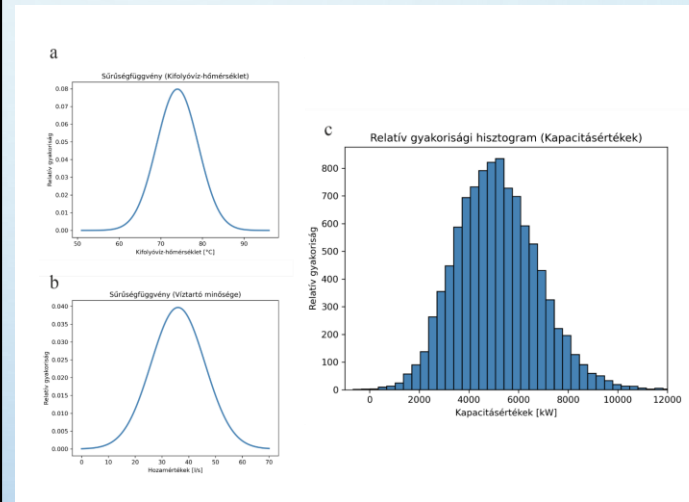 a
Sűrűségfüggvény (Kifolyóvíz-hőmérséklet)
Relatív gyakoriság
0.08
0.07
0.06
0.05
0.04
0.03
0.02
0.01
0.00
50 60 70 80 90
Kifolyóvíz-hőmérséklet [°C]
b
Sűrűségfüggvény (Víztartó minősége)
Relatív gyakoriság
0.040
0.035
0.030
0.025
0.020
0.015
0.010
0.005
0.000
0 10 20 30 40 50 60 70
Hozamértékek [l/s]
c
Relatív gyakorisági hisztogram (Kapacitásértékek)
Relatív gyakoriság
800
700
600
500
400
300
200
100
0
0 2000 4000 6000 8000 10000 12000
Kapacitásértékek [kW]